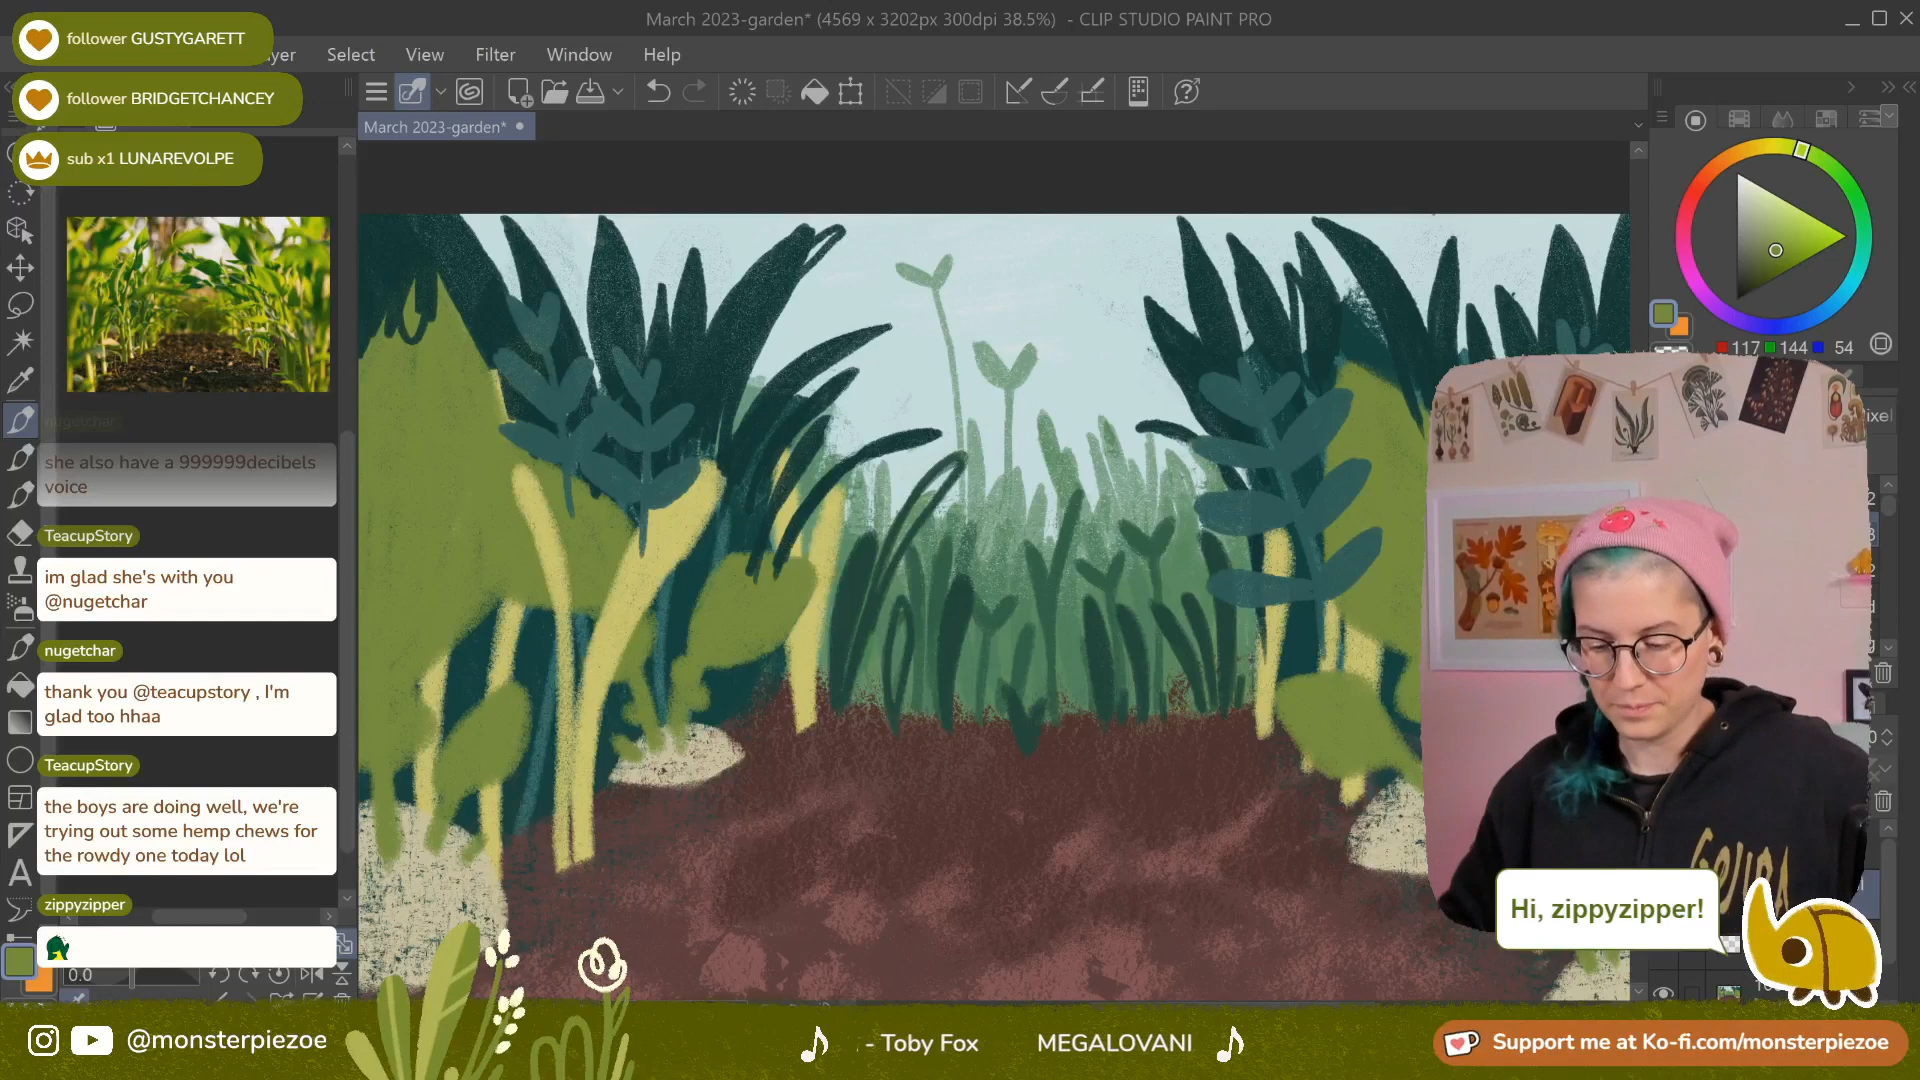 March 2023-garden* (4569 x 3202px 300dpi 38.5%) - CLIP STUDIO PAINT PRO
follower GUSTYGARETT
Select View Filter Window Help
follower BRIDGETCHANCEY
March 2023-garden*
sub x1 LUNAREVOLPE
117 144 54
nugetchar
she also have a 999999decibels
voice
TeacupStory
im glad she's with you
@nugetchar
nugetchar
thank you @teacupstory , I'm
glad too hhaa
TeacupStory
the boys are doing well, we're
trying out some hemp chews for
the rowdy one today lol
zippyzipper
GOJIRA
Hi, zippyzipper!
0.0
@monsterpiezoe
- Toby Fox MEGALOVANI
Support me at Ko-fi.com/monsterpiezoe